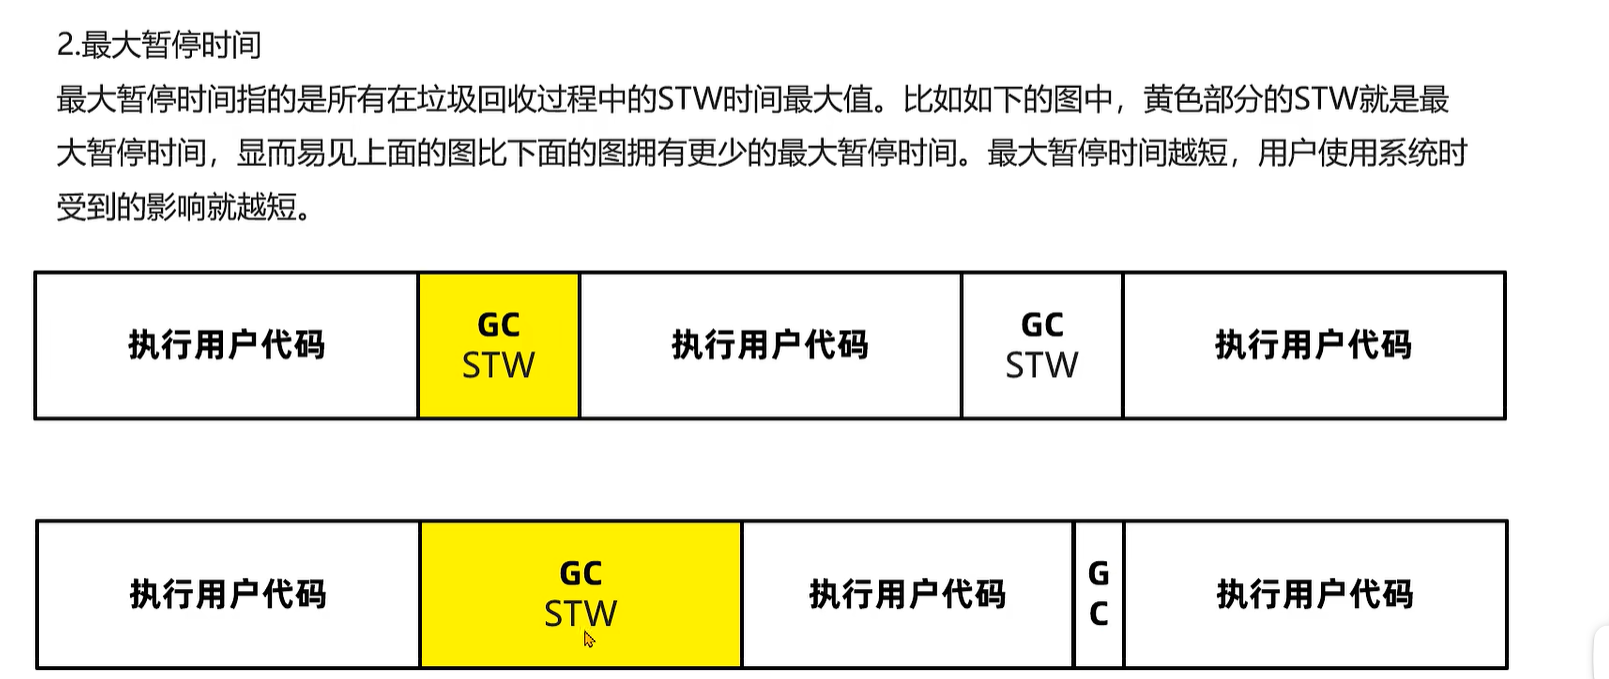 2.最大暂停时间
最大暂停时间指的是所有在垃圾回收过程中的STW时间最大值。比如如下的图中，黄色部分的STW就是最
大暂停时间，显而易见上面的图比下面的图拥有更少的最大暂停时间。最大暂停时间越短，用户使用系统时
受到的影响就越短。
执行用户代码
GC
STW
执行用户代码
GC
STW
执行用户代码
执行用户代码
GC
STW
执行用户代码
G
C
执行用户代码